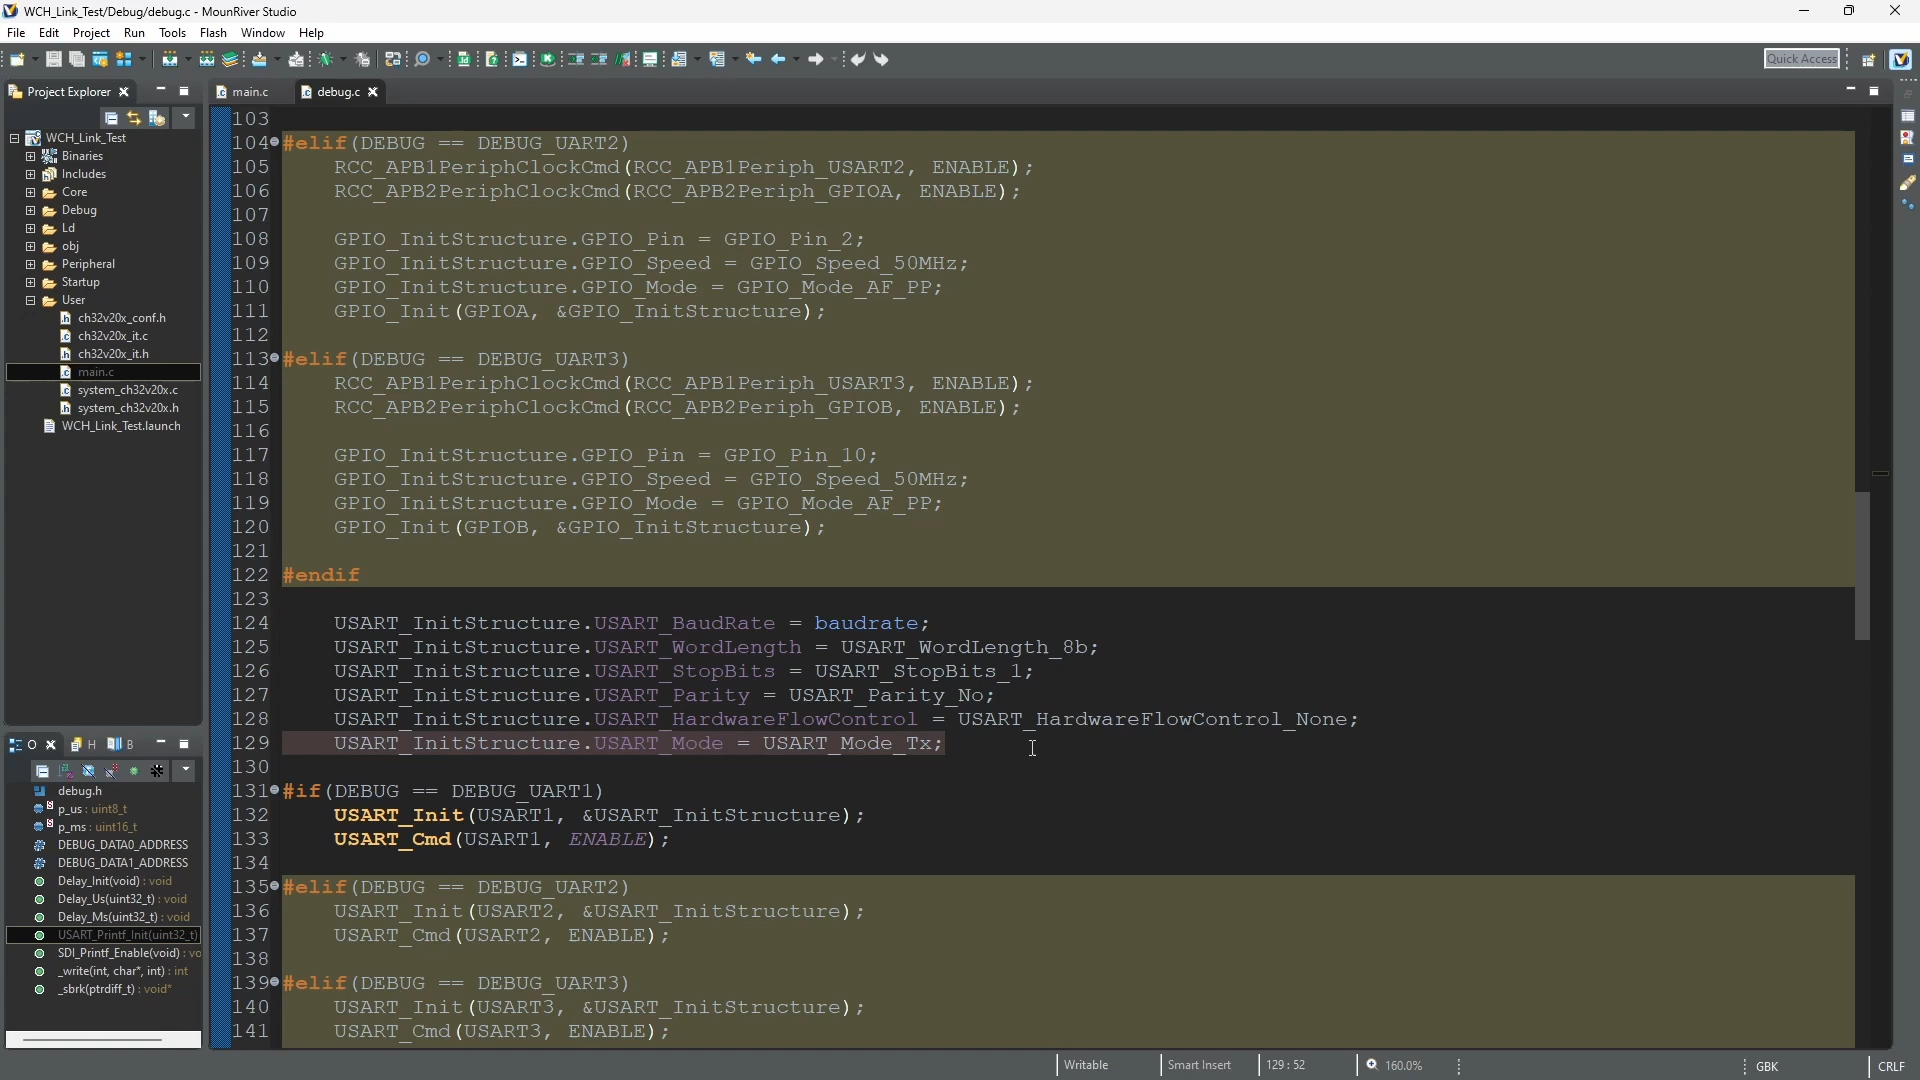 WCH_Link_Test/Debug/debug.c - MounRiver Studio
File Edit Project Run Tools Flash Window Help
Quick Access
Project Explorer
main.c
debug.c
WCH_Link_Test
Binaries
Includes
Core
Debug
Ld
obj
Peripheral
Startup
User
ch32v20x_conf.h
ch32v20x_it.c
ch32v20x_it.h
main.c
system_ch32v20x.c
system_ch32v20x.h
WCH_Link_Test.launch
O H B
debug.h
p_us : uint8_t
p_ms : uint16_t
DEBUG_DATA0_ADDRESS
DEBUG_DATA1_ADDRESS
Delay_Init(void) : void
Delay_Us(uint32_t) : void
Delay_Ms(uint32_t) : void
USART_Printf_Init(uint32_t)
SDI_Printf_Enable(void) : vo
_write(int, char*, int) : int
_sbrk(ptrdiff_t) : void*
103
104 #elif(DEBUG == DEBUG_UART2)
105 RCC_APB1PeriphClockCmd(RCC_APB1Periph_USART2, ENABLE);
106 RCC_APB2PeriphClockCmd(RCC_APB2Periph_GPIOA, ENABLE);
107
108 GPIO_InitStructure.GPIO_Pin = GPIO_Pin_2;
109 GPIO_InitStructure.GPIO_Speed = GPIO_Speed_50MHz;
110 GPIO_InitStructure.GPIO_Mode = GPIO_Mode_AF_PP;
111 GPIO_Init(GPIOA, &GPIO_InitStructure);
112
113 #elif(DEBUG == DEBUG_UART3)
114 RCC_APB1PeriphClockCmd(RCC_APB1Periph_USART3, ENABLE);
115 RCC_APB2PeriphClockCmd(RCC_APB2Periph_GPIOB, ENABLE);
116
117 GPIO_InitStructure.GPIO_Pin = GPIO_Pin_10;
118 GPIO_InitStructure.GPIO_Speed = GPIO_Speed_50MHz;
119 GPIO_InitStructure.GPIO_Mode = GPIO_Mode_AF_PP;
120 GPIO_Init(GPIOB, &GPIO_InitStructure);
121
122 #endif
123
124 USART_InitStructure.USART_BaudRate = baudrate;
125 USART_InitStructure.USART_WordLength = USART_WordLength_8b;
126 USART_InitStructure.USART_StopBits = USART_StopBits_1;
127 USART_InitStructure.USART_Parity = USART_Parity_No;
128 USART_InitStructure.USART_HardwareFlowControl = USART_HardwareFlowControl_None;
129 USART_InitStructure.USART_Mode = USART_Mode_Tx;
130
131 #if(DEBUG == DEBUG_UART1)
132 USART_Init(USART1, &USART_InitStructure);
133 USART_Cmd(USART1, ENABLE);
134
135 #elif(DEBUG == DEBUG_UART2)
136 USART_Init(USART2, &USART_InitStructure);
137 USART_Cmd(USART2, ENABLE);
138
139 #elif(DEBUG == DEBUG_UART3)
140 USART_Init(USART3, &USART_InitStructure);
141 USART_Cmd(USART3, ENABLE);
Writable Smart Insert 129 : 52 160.0% GBK CRLF